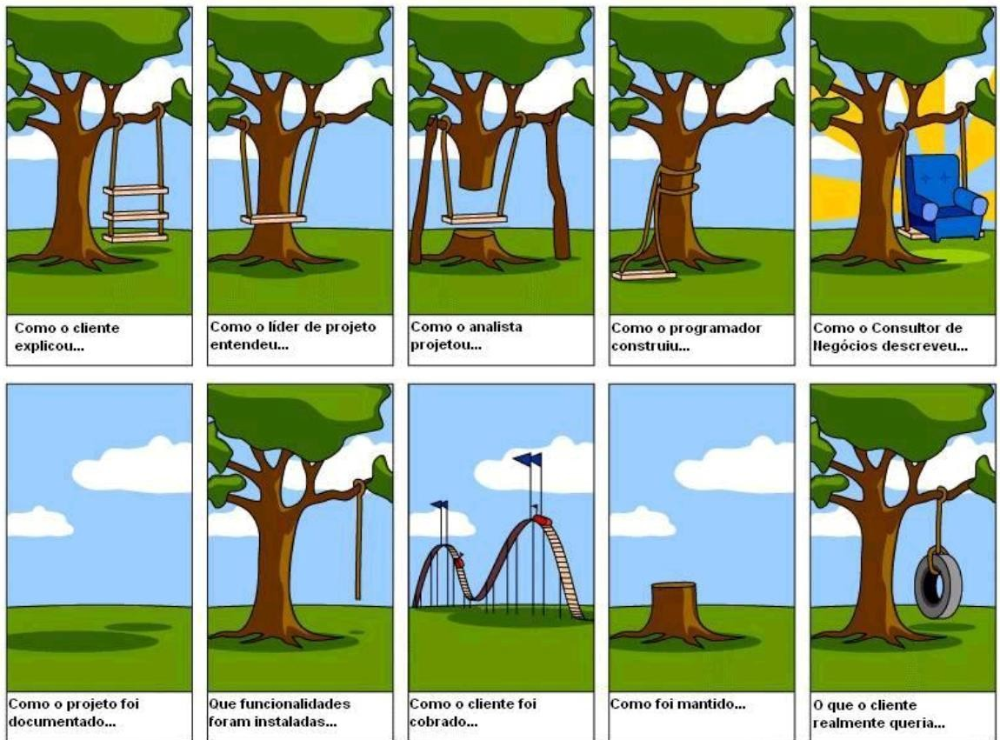 Como o cliente
explicou...
Como o líder de projeto
entendeu...
Como o analista
projetou...
Como o programador
construiu...
Como o Consultor de
Negócios descreveu...
Como o projeto foi
documentado...
Que funcionalidades
foram instaladas...
Como o cliente foi
cobrado...
Como foi mantido...
O que o cliente
realmente queria...